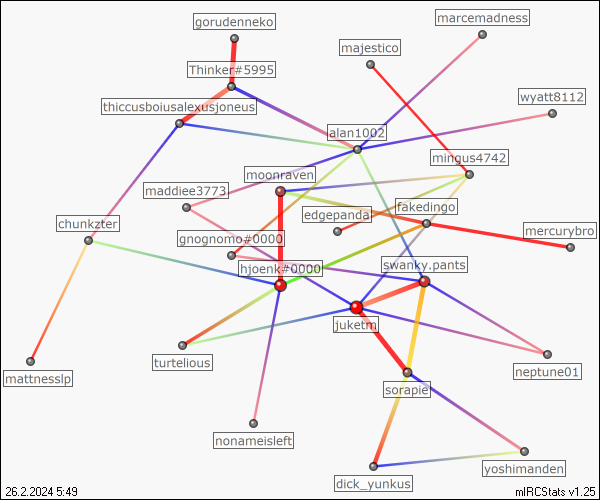 gorudenneko
marcemadness
majestico
Thinker#5995
wyatt8112
thiccusboiusalexusjoneus
alan1002
mingus4742
moonraven
maddiee3773
fakedingo
edgepanda
chunkzter
mercurybro
gnognomo#0000
swanky.pants
hjoenk#0000
juketm
turtelious
neptune01
mattnesslp
sorapie
nonameisleft
yoshimanden
dick_yunkus
26.2.2024 5:49
mIRCStats v1.25